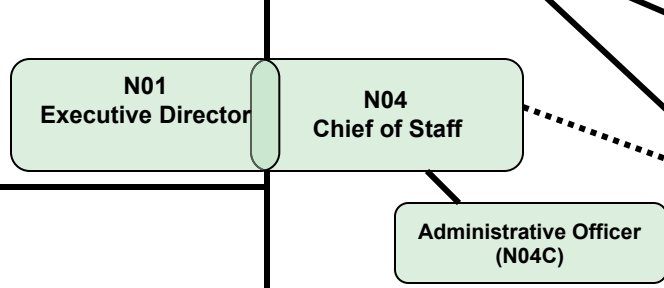 N01
Executive Director
N04
Chief of Staff
Administrative Officer
(N04C)